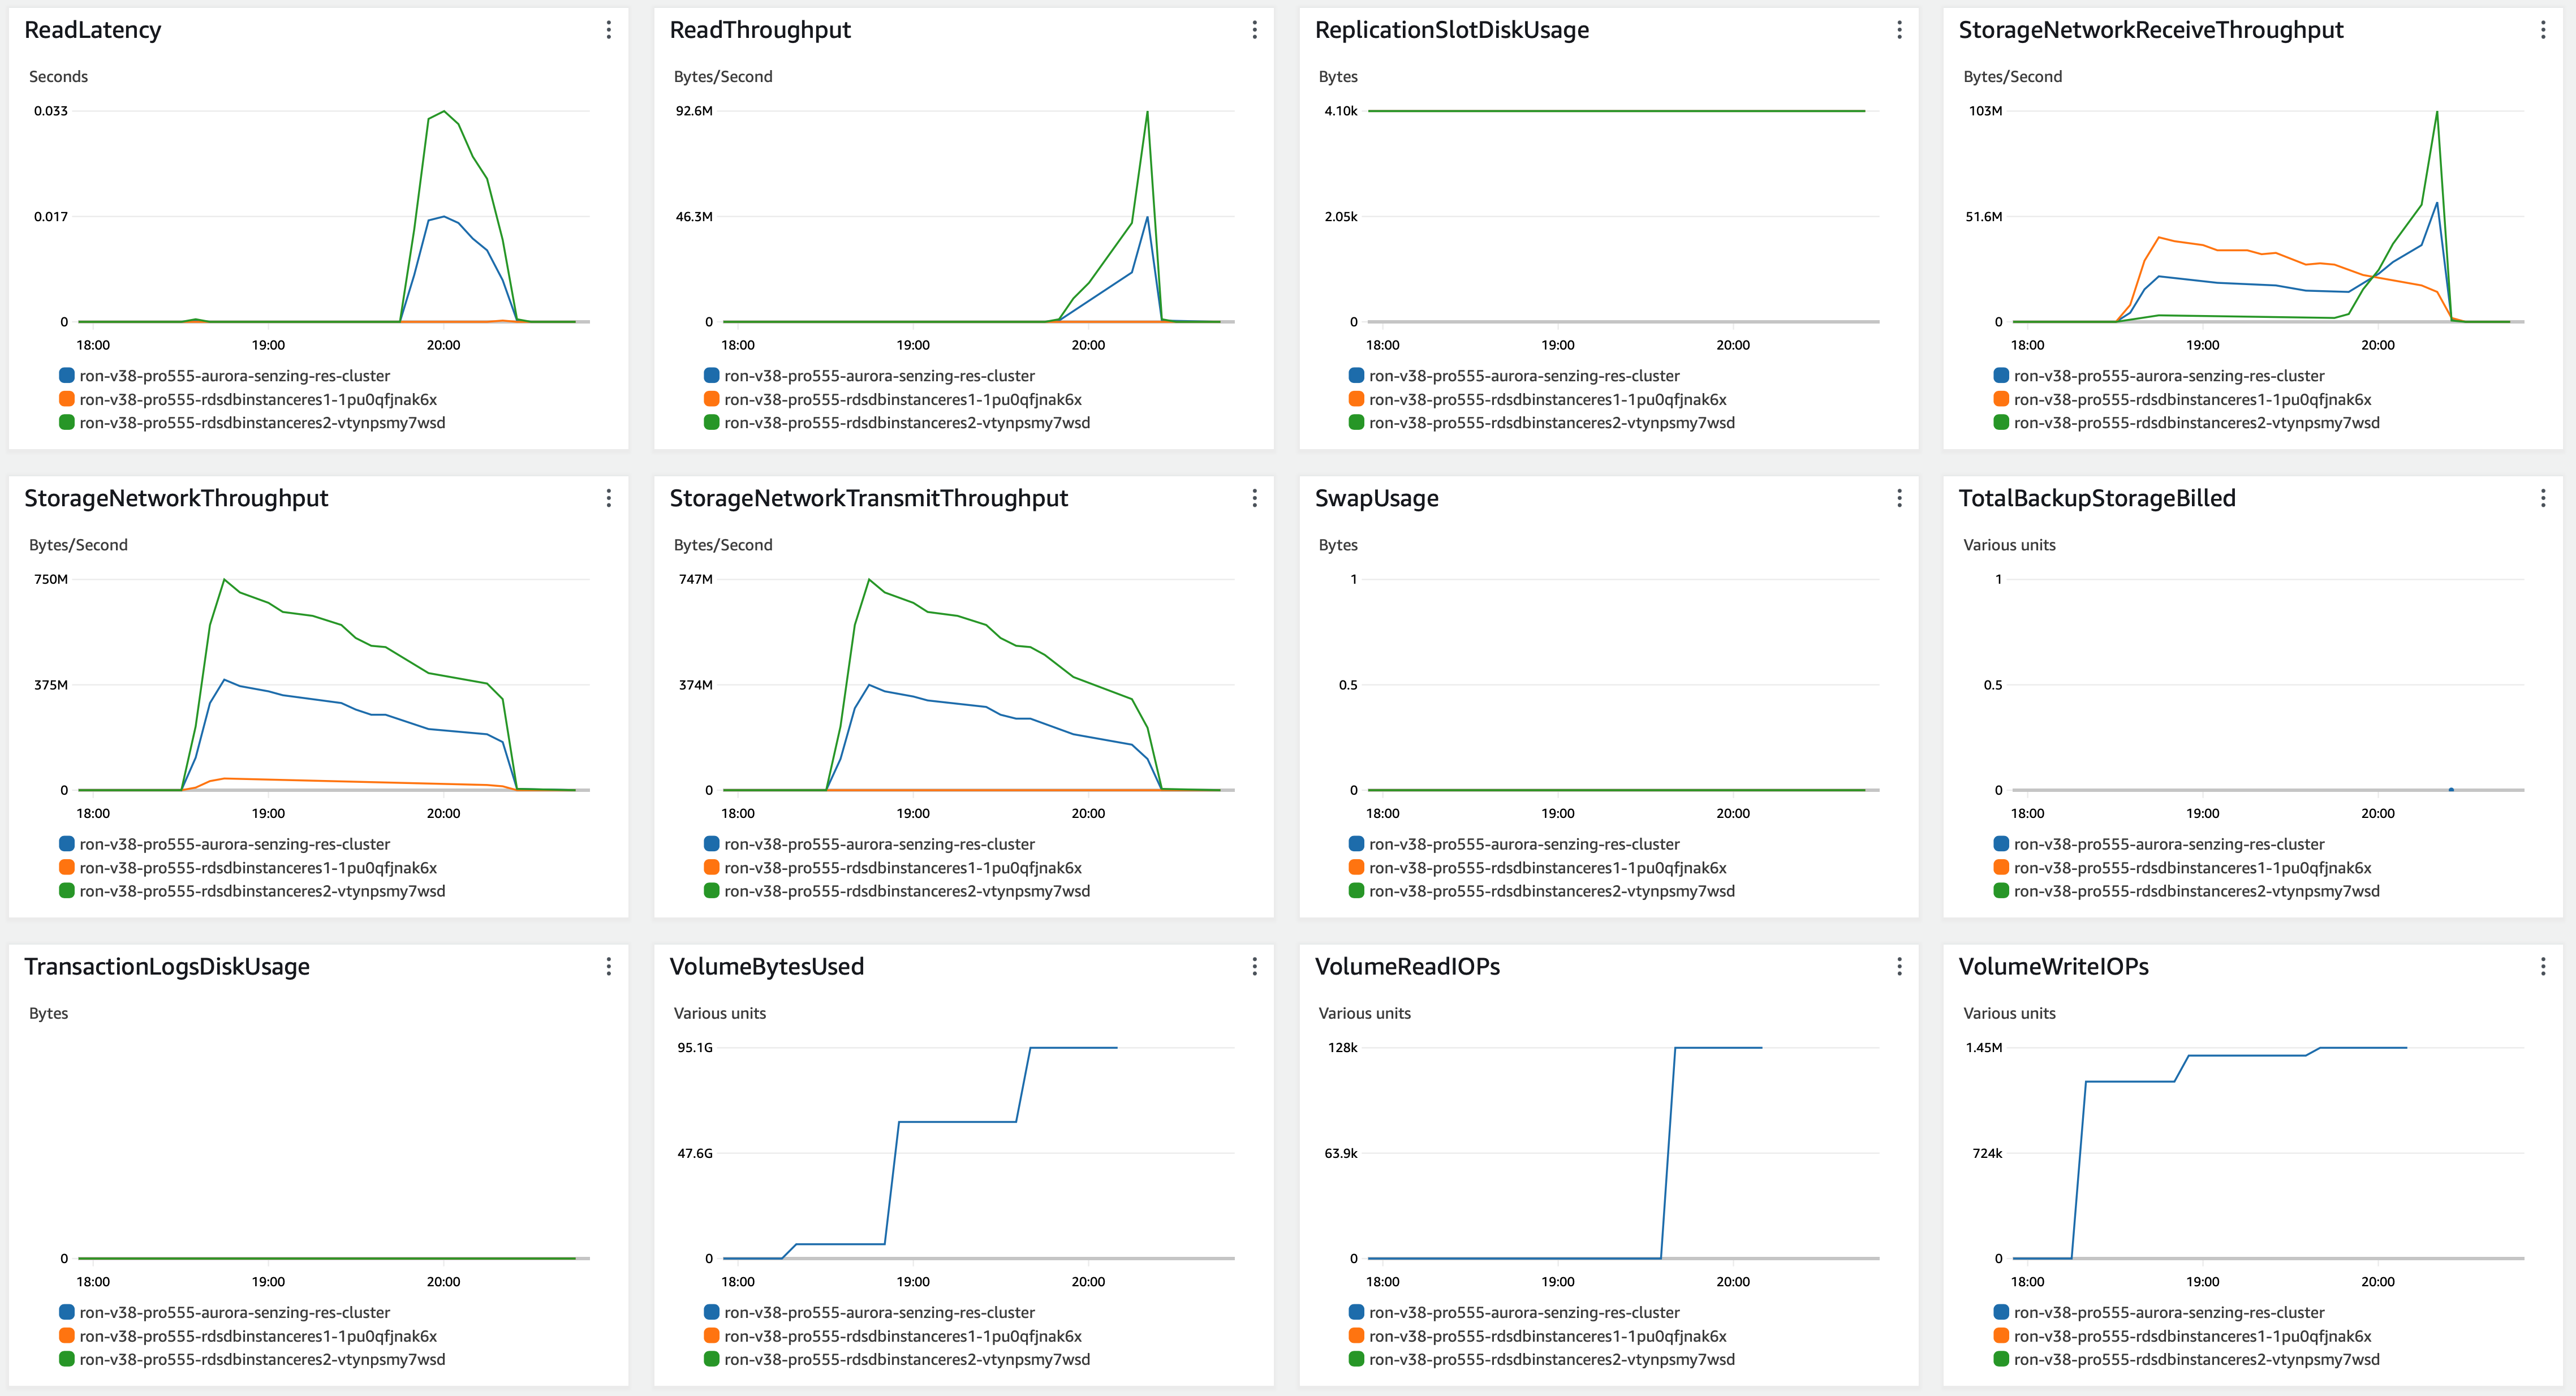 ReadLatency
Seconds
0.033
0.017
0
18:00 19:00 20:00
ron-v38-pro555-aurora-senzing-res-cluster
ron-v38-pro555-rdsdbinstanceres1-1pu0qfjnak6x
ron-v38-pro555-rdsdbinstanceres2-vtynpsmy7wsd
ReadThroughput
Bytes/Second
92.6M
46.3M
0
18:00 19:00 20:00
ron-v38-pro555-aurora-senzing-res-cluster
ron-v38-pro555-rdsdbinstanceres1-1pu0qfjnak6x
ron-v38-pro555-rdsdbinstanceres2-vtynpsmy7wsd
ReplicationSlotDiskUsage
Bytes
4.10k
2.05k
0
18:00 19:00 20:00
ron-v38-pro555-aurora-senzing-res-cluster
ron-v38-pro555-rdsdbinstanceres1-1pu0qfjnak6x
ron-v38-pro555-rdsdbinstanceres2-vtynpsmy7wsd
StorageNetworkReceiveThroughput
Bytes/Second
103M
51.6M
0
18:00 19:00 20:00
ron-v38-pro555-aurora-senzing-res-cluster
ron-v38-pro555-rdsdbinstanceres1-1pu0qfjnak6x
ron-v38-pro555-rdsdbinstanceres2-vtynpsmy7wsd
StorageNetworkThroughput
Bytes/Second
750M
375M
0
18:00 19:00 20:00
ron-v38-pro555-aurora-senzing-res-cluster
ron-v38-pro555-rdsdbinstanceres1-1pu0qfjnak6x
ron-v38-pro555-rdsdbinstanceres2-vtynpsmy7wsd
StorageNetworkTransmitThroughput
Bytes/Second
747M
374M
0
18:00 19:00 20:00
ron-v38-pro555-aurora-senzing-res-cluster
ron-v38-pro555-rdsdbinstanceres1-1pu0qfjnak6x
ron-v38-pro555-rdsdbinstanceres2-vtynpsmy7wsd
SwapUsage
Bytes
1
0.5
0
18:00 19:00 20:00
ron-v38-pro555-aurora-senzing-res-cluster
ron-v38-pro555-rdsdbinstanceres1-1pu0qfjnak6x
ron-v38-pro555-rdsdbinstanceres2-vtynpsmy7wsd
TotalBackupStorageBilled
Various units
1
0.5
0
18:00 19:00 20:00
ron-v38-pro555-aurora-senzing-res-cluster
ron-v38-pro555-rdsdbinstanceres1-1pu0qfjnak6x
ron-v38-pro555-rdsdbinstanceres2-vtynpsmy7wsd
TransactionLogsDiskUsage
Bytes
0
18:00 19:00 20:00
ron-v38-pro555-aurora-senzing-res-cluster
ron-v38-pro555-rdsdbinstanceres1-1pu0qfjnak6x
ron-v38-pro555-rdsdbinstanceres2-vtynpsmy7wsd
VolumeBytesUsed
Various units
95.1G
47.6G
0
18:00 19:00 20:00
ron-v38-pro555-aurora-senzing-res-cluster
ron-v38-pro555-rdsdbinstanceres1-1pu0qfjnak6x
ron-v38-pro555-rdsdbinstanceres2-vtynpsmy7wsd
VolumeReadIOPs
Various units
128k
63.9k
0
18:00 19:00 20:00
ron-v38-pro555-aurora-senzing-res-cluster
ron-v38-pro555-rdsdbinstanceres1-1pu0qfjnak6x
ron-v38-pro555-rdsdbinstanceres2-vtynpsmy7wsd
VolumeWriteIOPs
Various units
1.45M
724k
0
18:00 19:00 20:00
ron-v38-pro555-aurora-senzing-res-cluster
ron-v38-pro555-rdsdbinstanceres1-1pu0qfjnak6x
ron-v38-pro555-rdsdbinstanceres2-vtynpsmy7wsd